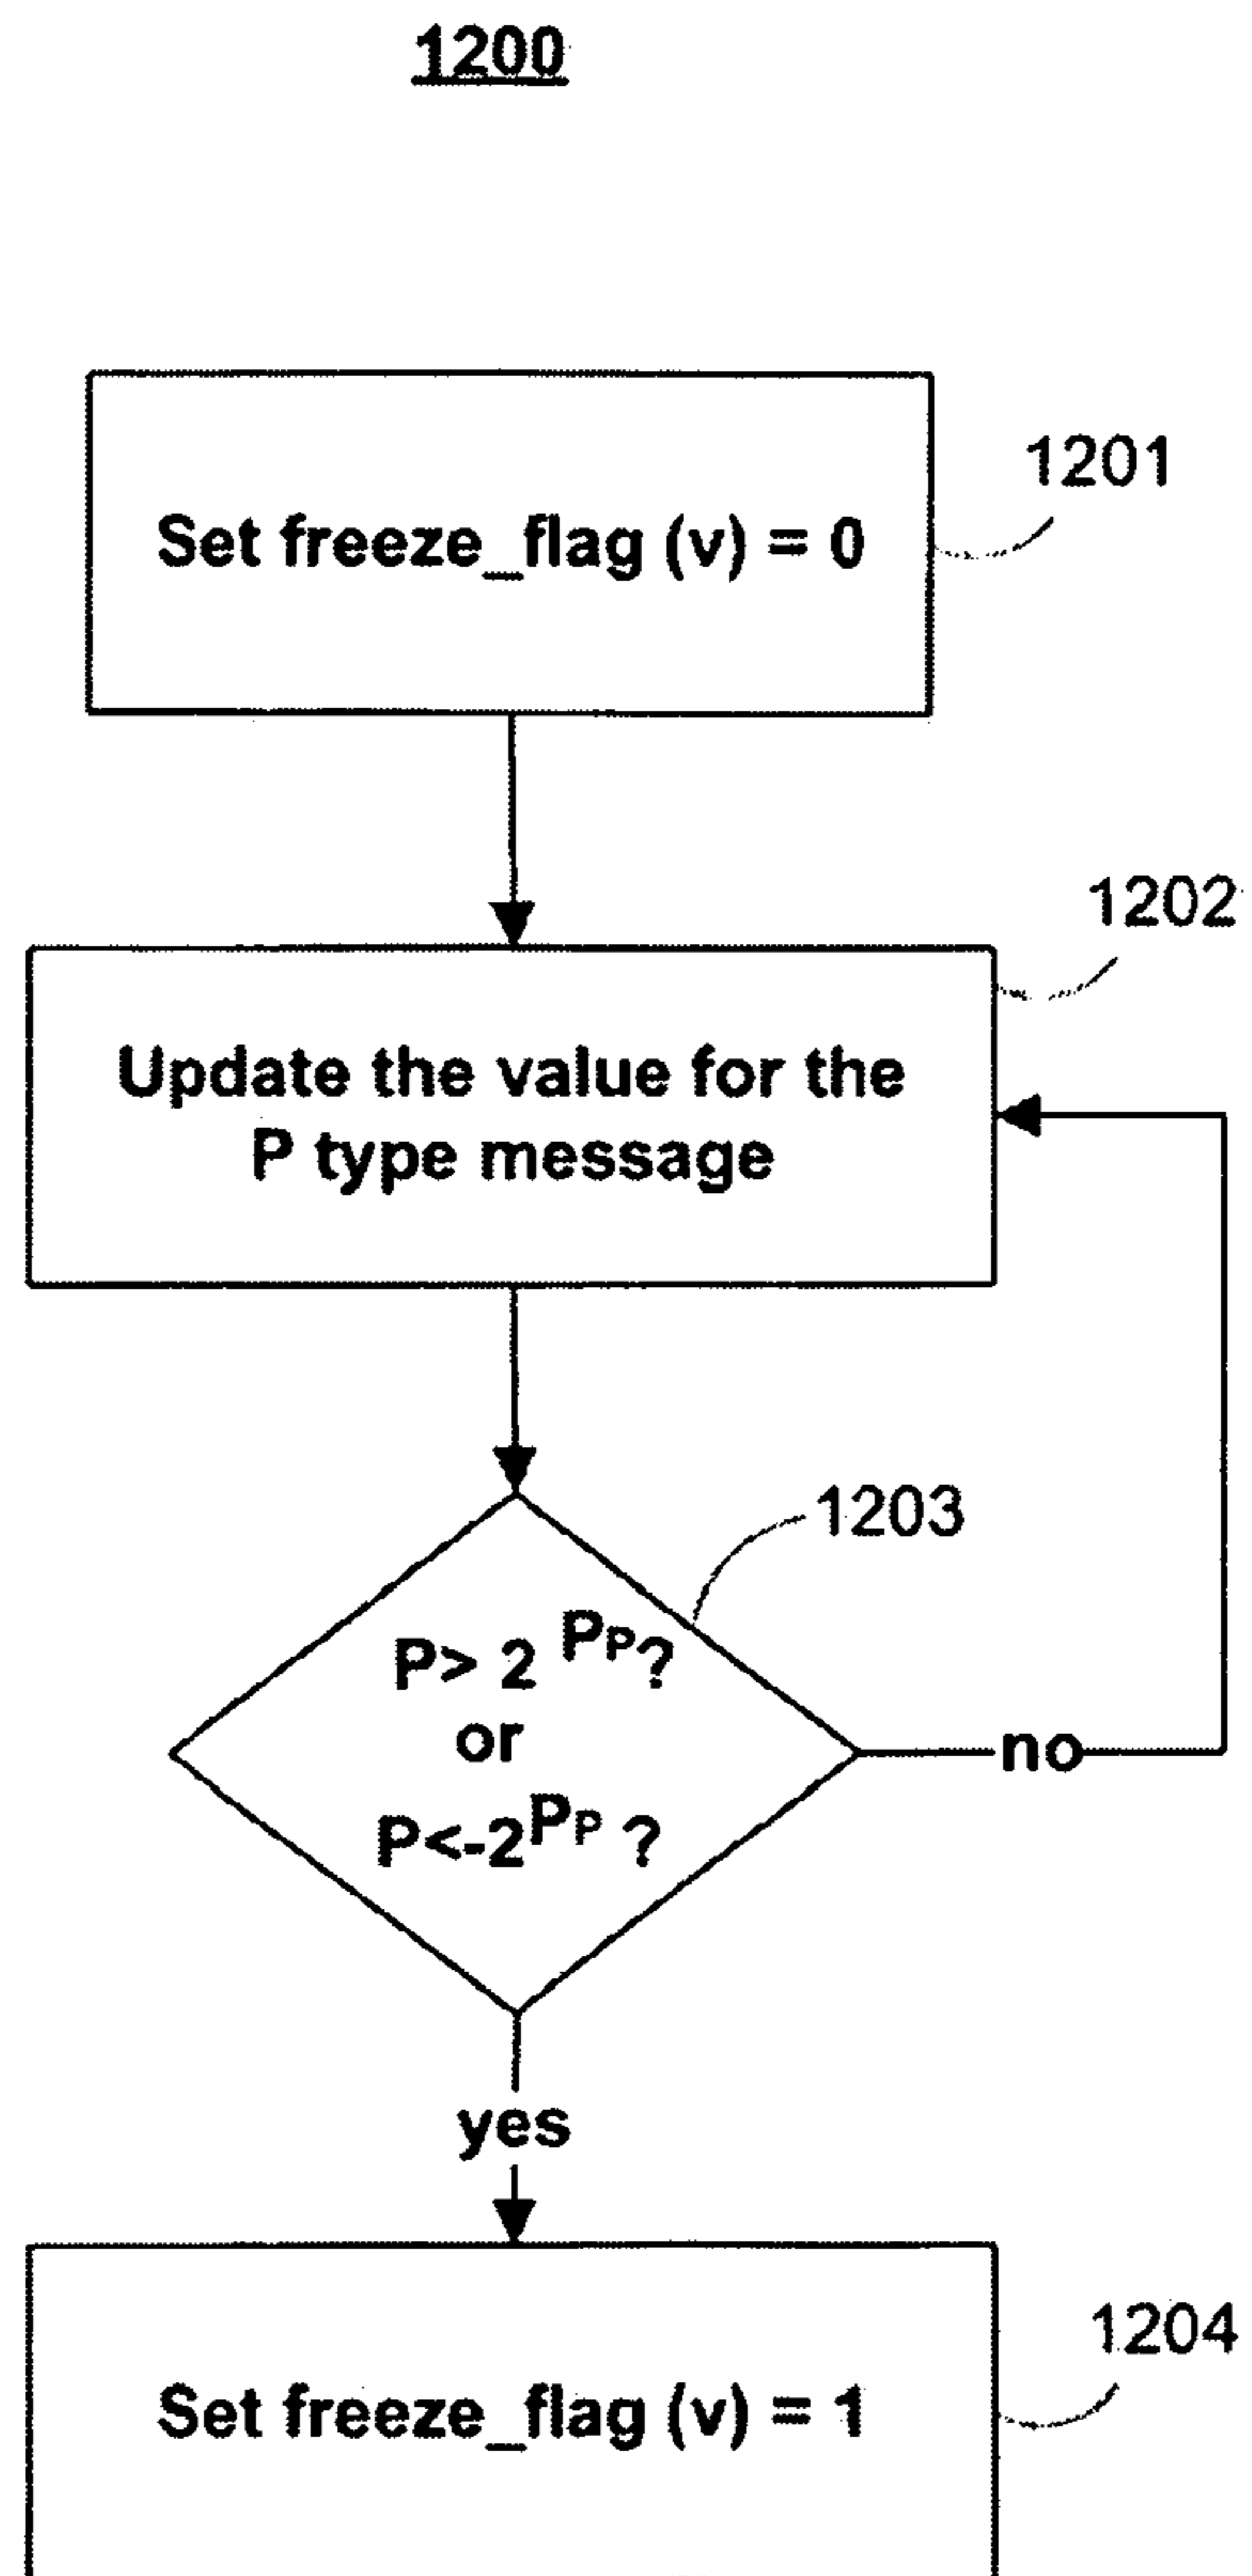 1200
1201
Set freeze_flag (v) = 0
1202
Update the value for the
P type message
1203
P> 2 PP?
or
P<-2PP ?
no
yes
1204
Set freeze_flag (v) = 1